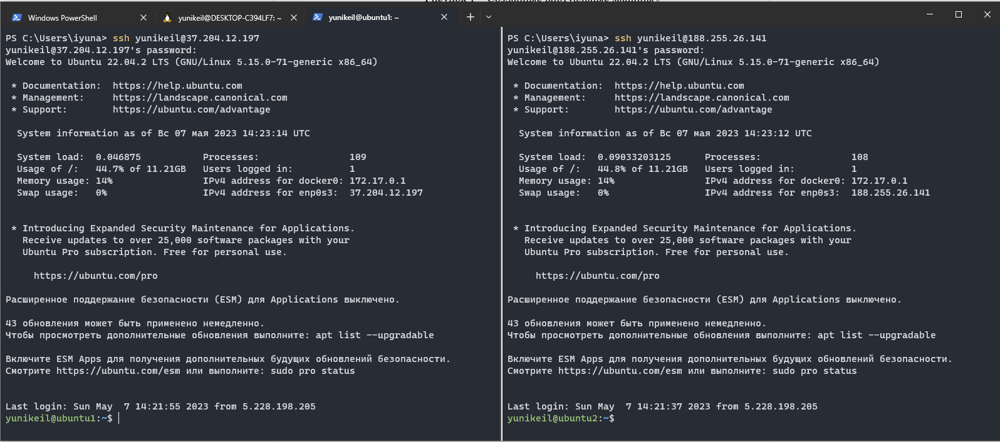 Windows PowerShell
yunikeil@DESKTOP-C394LF7: ~
yunikeil@ubuntu1: ~
PS C:\Users\iyuna> ssh yunikeil@37.204.12.197
yunikeil@37.204.12.197's password:
Welcome to Ubuntu 22.04.2 LTS (GNU/Linux 5.15.0-71-generic x86_64)
* Documentation:  https://help.ubuntu.com
* Management:     https://landscape.canonical.com
* Support:        https://ubuntu.com/advantage
System information as of Вс 07 мая 2023 14:23:14 UTC
System load:  0.046875           Processes:                109
Usage of /:   44.7% of 11.21GB   Users logged in:          1
Memory usage: 14%                IPv4 address for docker0: 172.17.0.1
Swap usage:   0%                 IPv4 address for enp0s3:  37.204.12.197
* Introducing Expanded Security Maintenance for Applications.
Receive updates to over 25,000 software packages with your
Ubuntu Pro subscription. Free for personal use.
https://ubuntu.com/pro
Расширенное поддержание безопасности (ESM) для Applications выключено.
43 обновления может быть применено немедленно.
Чтобы просмотреть дополнительные обновления выполните: apt list --upgradable
Включите ESM Apps для получения дополнительных будущих обновлений безопасности.
Смотрите https://ubuntu.com/esm или выполните: sudo pro status
Last login: Sun May  7 14:21:55 2023 from 5.228.198.205
yunikeil@ubuntu1:~$
PS C:\Users\iyuna> ssh yunikeil@188.255.26.141
yunikeil@188.255.26.141's password:
Welcome to Ubuntu 22.04.2 LTS (GNU/Linux 5.15.0-71-generic x86_64)
* Documentation:  https://help.ubuntu.com
* Management:     https://landscape.canonical.com
* Support:        https://ubuntu.com/advantage
System information as of Вс 07 мая 2023 14:23:12 UTC
System load:  0.09033203125      Processes:                108
Usage of /:   44.8% of 11.21GB   Users logged in:          1
Memory usage: 14%                IPv4 address for docker0: 172.17.0.1
Swap usage:   0%                 IPv4 address for enp0s3:  188.255.26.141
* Introducing Expanded Security Maintenance for Applications.
Receive updates to over 25,000 software packages with your
Ubuntu Pro subscription. Free for personal use.
https://ubuntu.com/pro
Расширенное поддержание безопасности (ESM) для Applications выключено.
43 обновления может быть применено немедленно.
Чтобы просмотреть дополнительные обновления выполните: apt list --upgradable
Включите ESM Apps для получения дополнительных будущих обновлений безопасности.
Смотрите https://ubuntu.com/esm или выполните: sudo pro status
Last login: Sun May  7 14:21:37 2023 from 5.228.198.205
yunikeil@ubuntu2:~$